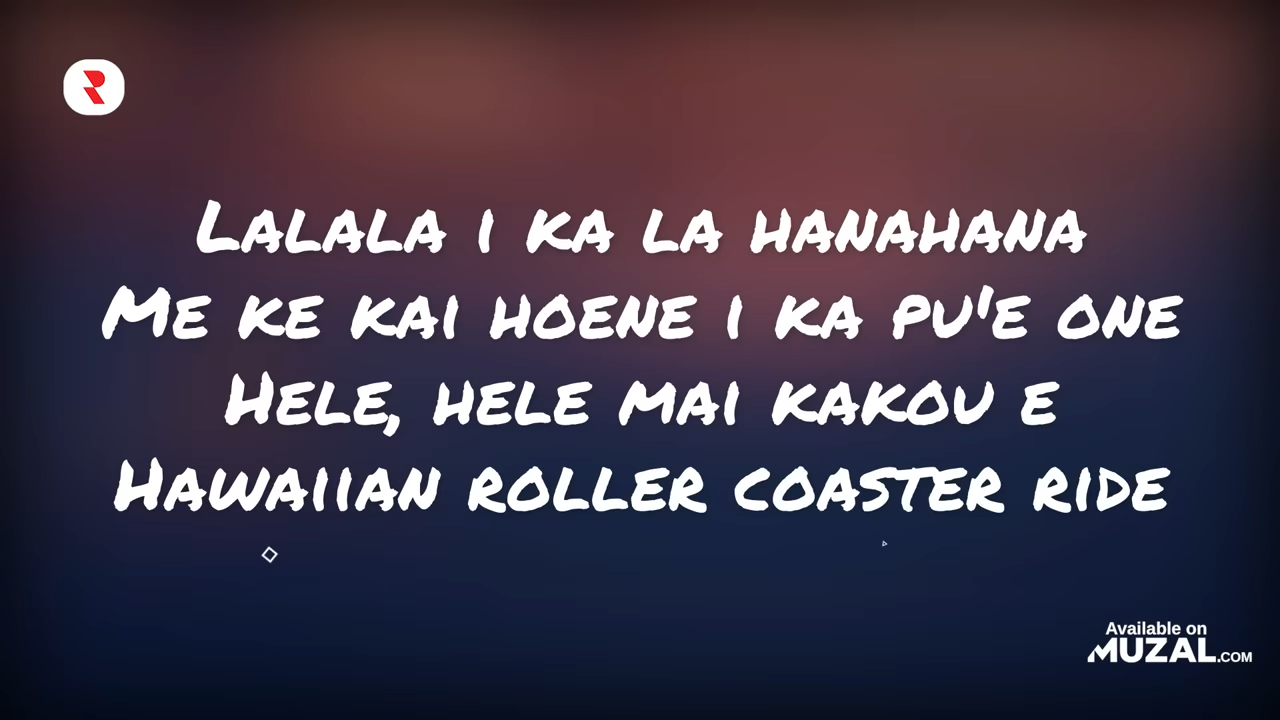 Lalala i ka la hanahana
Me ke kai hoene i ka pu'e one
Hele, hele mai kakou e
Hawaiian roller coaster ride
Available on
MUZAL.COM